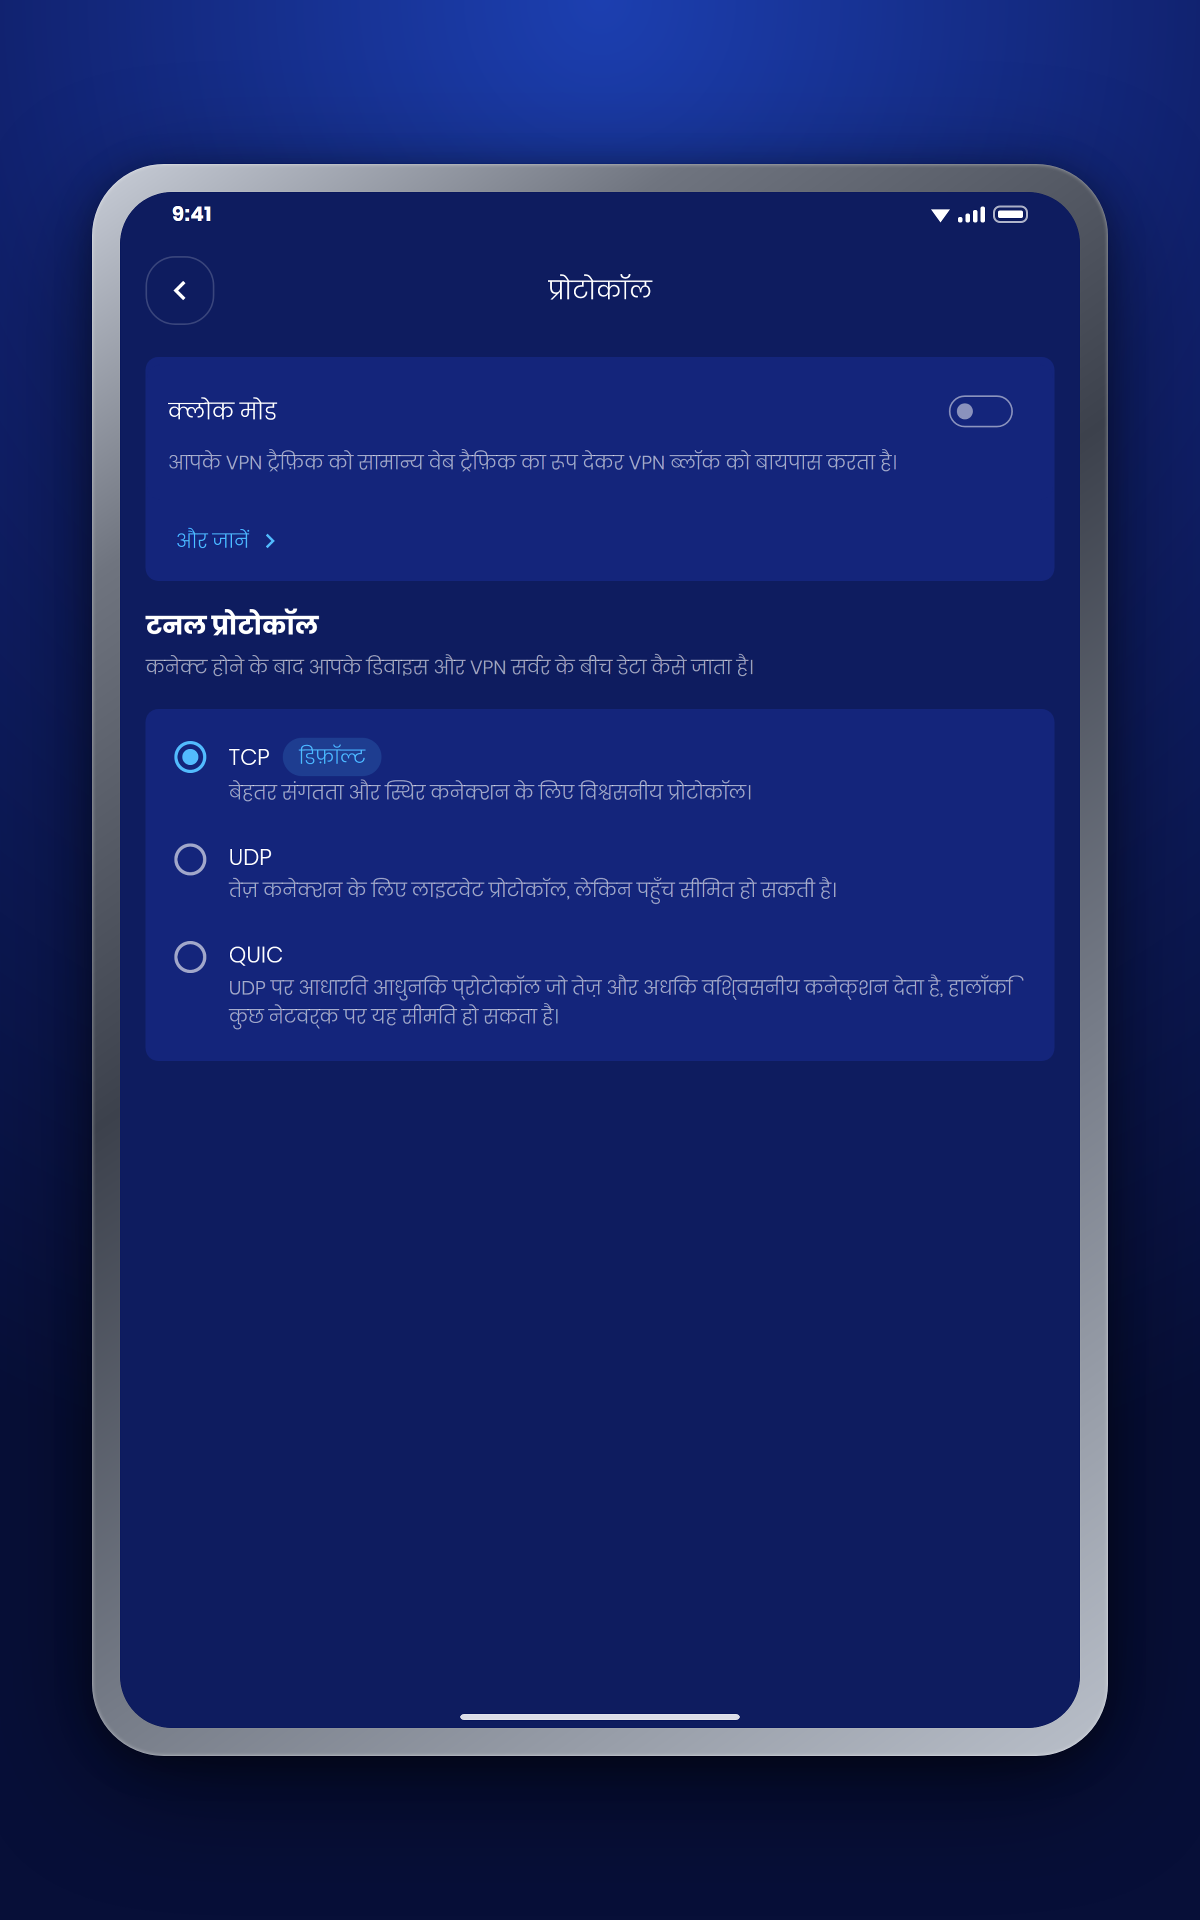 9:41
प्रोटोकॉल
क्लोक मोड
आपके VPN ट्रैफ़िक को सामान्य वेब ट्रैफ़िक का रूप देकर VPN ब्लॉक को बायपास करता है।
और जानें
टनल प्रोटोकॉल
कनेक्ट होने के बाद आपके डिवाइस और VPN सर्वर के बीच डेटा कैसे जाता है।
TCP डिफ़ॉल्ट
बेहतर संगतता और स्थिर कनेक्शन के लिए विश्वसनीय प्रोटोकॉल।
UDP
तेज़ कनेक्शन के लिए लाइटवेट प्रोटोकॉल, लेकिन पहुँच सीमित हो सकती है।
QUIC
UDP पर आधारति आधुनकि प्‌रोटोकॉल जो तेज़ और अधकि वशि्वसनीय कनेक्‌शन देता है, हालाँकि
कुछ नेटवर्‌क पर यह सीमति हो सकता है।